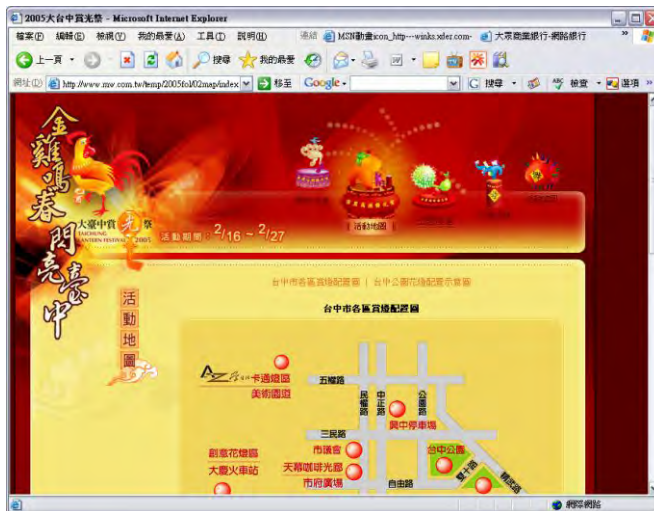 2005大台中賞光祭 - Microsoft Internet Explorer
檔案(F) 編輯(E) 檢視(V) 我的最愛(A) 工具(T) 說明(H) 連結 MSN動畫icon_http---winks.xder.com- 大眾商業銀行-網路銀行 »
上一頁 搜尋 我的最愛
網址(D) http://www.mw.com.tw/temp/2005fol/02map/index 移至 Google 搜尋 檢查 選項 »
金雞鳴春閃亮臺中
大臺中賞光祭
TAICHUNG
LANTERN FESTIVAL 2005
活動期間：2/16 ~ 2/27
活動地圖
活動地圖
台中市各區賞燈配置圖 | 台中公園花燈配置示意圖
台中市各區賞燈配置圖
卡通燈區
美術園道
五權路
民權路
中正路
公園路
興中停車場
三民路
市議會
天幕咖啡光廊
市府廣場
創意花燈區
大慶火車站
台中公園
雙十路
精武路
自由路
網際網路